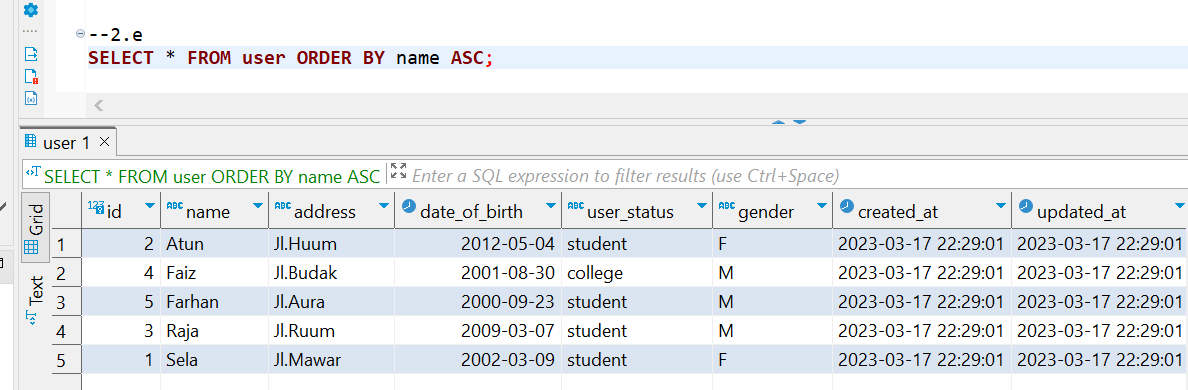 --2.e
SELECT * FROM user ORDER BY name ASC;
user 1
SELECT * FROM user ORDER BY name ASC Enter a SQL expression to filter results (use Ctrl+Space)
Grid
Text
123 id ABC name ABC address date_of_birth ABC user_status ABC gender created_at updated_at
1 2 Atun Jl.Huum 2012-05-04 student F 2023-03-17 22:29:01 2023-03-17 22:29:01
2 4 Faiz Jl.Budak 2001-08-30 college M 2023-03-17 22:29:01 2023-03-17 22:29:01
3 5 Farhan Jl.Aura 2000-09-23 student M 2023-03-17 22:29:01 2023-03-17 22:29:01
4 3 Raja Jl.Ruum 2009-03-07 student M 2023-03-17 22:29:01 2023-03-17 22:29:01
5 1 Sela Jl.Mawar 2002-03-09 student F 2023-03-17 22:29:01 2023-03-17 22:29:01